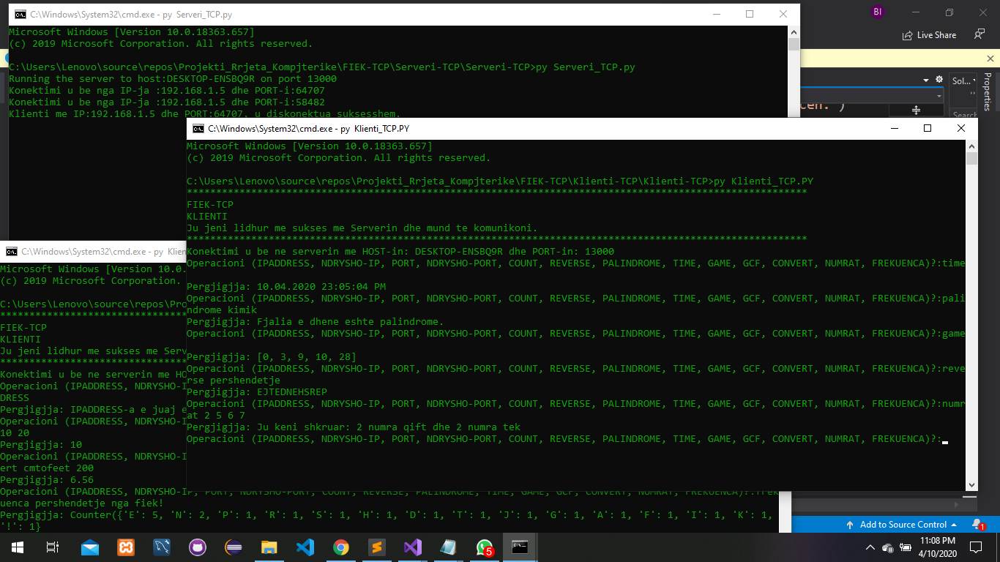 C:\Windows\System32\cmd.exe - py Serveri_TCP.py
Microsoft Windows [Version 10.0.18363.657]
(c) 2019 Microsoft Corporation. All rights reserved.
C:\Users\Lenovo\source\repos\Projekti_Rrjeta_Kompjterike\FIEK-TCP\Serveri-TCP\Serveri-TCP>py Serveri_TCP.py
Running the server to host:DESKTOP-ENSBQ9R on port 13000
Konektimi u be nga IP-ja :192.168.1.5 dhe PORT-i:64707
Konektimi u be nga IP-ja :192.168.1.5 dhe PORT-i:58482
Klienti me IP:192.168.1.5 dhe PORT:64707, u diskonektua suksesshem.
BI
Live Share
Sol...
Properties
Search
C:\Windows\System32\cmd.exe - py Klienti_TCP.PY
Microsoft Windows [Version 10.0.18363.657]
(c) 2019 Microsoft Corporation. All rights reserved.
C:\Users\Lenovo\source\repos\Projekti_Rrjeta_Kompjterike\FIEK-TCP\Klienti-TCP\Klienti-TCP>py Klienti_TCP.PY
**********************************************************************************************************
FIEK-TCP
KLIENTI
Ju jeni lidhur me sukses me Serverin dhe mund te komunikoni.
**********************************************************************************************************
Konektimi u be ne serverin me HOST-in: DESKTOP-ENSBQ9R dhe PORT-in: 13000
Operacioni (IPADDRESS, NDRYSHO-IP, PORT, NDRYSHO-PORT, COUNT, REVERSE, PALINDROME, TIME, GAME, GCF, CONVERT, NUMRAT, FREKUENCA)?:time
Pergjigjja: 10.04.2020 23:05:04 PM
Operacioni (IPADDRESS, NDRYSHO-IP, PORT, NDRYSHO-PORT, COUNT, REVERSE, PALINDROME, TIME, GAME, GCF, CONVERT, NUMRAT, FREKUENCA)?:pali
ndrome kimik
Pergjigjja: Fjalia e dhene eshte palindrome.
Operacioni (IPADDRESS, NDRYSHO-IP, PORT, NDRYSHO-PORT, COUNT, REVERSE, PALINDROME, TIME, GAME, GCF, CONVERT, NUMRAT, FREKUENCA)?:game
Pergjigjja: [0, 3, 9, 10, 28]
Operacioni (IPADDRESS, NDRYSHO-IP, PORT, NDRYSHO-PORT, COUNT, REVERSE, PALINDROME, TIME, GAME, GCF, CONVERT, NUMRAT, FREKUENCA)?:reve
rse pershendetje
Pergjigjja: EJTEDNEHSREP
Operacioni (IPADDRESS, NDRYSHO-IP, PORT, NDRYSHO-PORT, COUNT, REVERSE, PALINDROME, TIME, GAME, GCF, CONVERT, NUMRAT, FREKUENCA)?:numr
at 2 5 6 7
Pergjigjja: Ju keni shkruar: 2 numra qift dhe 2 numra tek
Operacioni (IPADDRESS, NDRYSHO-IP, PORT, NDRYSHO-PORT, COUNT, REVERSE, PALINDROME, TIME, GAME, GCF, CONVERT, NUMRAT, FREKUENCA)?:
C:\Windows\System32\cmd.exe - py Klien
Microsoft Windows [Version 10.0.
(c) 2019 Microsoft Corporation.
C:\Users\Lenovo\source\repos\Pro
********************************
FIEK-TCP
KLIENTI
Ju jeni lidhur me sukses me Serv
********************************
Konektimi u be ne serverin me HO
Operacioni (IPADDRESS, NDRYSHO-I
DRESS
Pergjigjja: IPADDRESS-a e juaj e
Operacioni (IPADDRESS, NDRYSHO-I
10 20
Pergjigjja: 10
Operacioni (IPADDRESS, NDRYSHO-I
ert cmtofeet 200
Pergjigjja: 6.56
Operacioni (IPADDRESS, NDRYSHO-IP, PORT, NDRYSHO-PORT, COUNT, REVERSE, PALINDROME, TIME, GAME, GCF, CONVERT, NUMRAT, FREKUENCA)?:frek
uenca pershendetje nga fiek!
Pergjigjja: Counter({'E': 5, 'N': 2, 'P': 1, 'R': 1, 'S': 1, 'H': 1, 'D': 1, 'T': 1, 'J': 1, 'G': 1, 'A': 1, 'F': 1, 'I': 1, 'K': 1,
'!': 1}
Add to Source Control
1
5
11:08 PM
4/10/2020